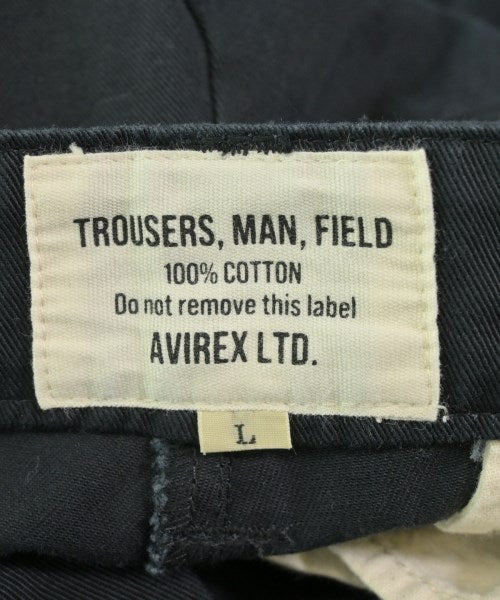 TROUSERS, MAN, FIELD
100% COTTON
Do not remove this label
AVIREX LTD.
L